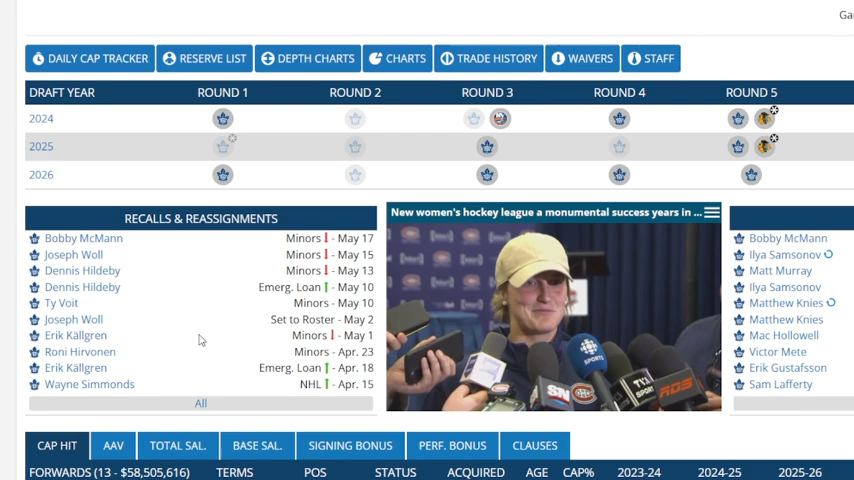 Ga
DAILY CAP TRACKER RESERVE LIST DEPTH CHARTS CHARTS TRADE HISTORY WAIVERS STAFF
DRAFT YEAR ROUND 1 ROUND 2 ROUND 3 ROUND 4 ROUND 5
2024
2025
2026
RECALLS & REASSIGNMENTS
Bobby McMann Minors - May 17
Joseph Woll Minors - May 15
Dennis Hildeby Minors - May 13
Dennis Hildeby Emerg. Loan - May 10
Ty Voit Minors - May 10
Joseph Woll Set to Roster - May 2
Erik Källgren Minors - May 1
Roni Hirvonen Minors - Apr. 23
Erik Källgren Emerg. Loan - Apr. 18
Wayne Simmonds NHL - Apr. 15
All
New women's hockey league a monumental success years in ...
SPORTS
SN
TVA
SPORT
RDS
Bobby McMann
Ilya Samsonov
Matt Murray
Ilya Samsonov
Matthew Knies
Matthew Knies
Mac Hollowell
Victor Mete
Erik Gustafsson
Sam Lafferty
CAP HIT AAV TOTAL SAL. BASE SAL. SIGNING BONUS PERF. BONUS CLAUSES
FORWARDS (13 - $58,505,616) TERMS POS STATUS ACQUIRED AGE CAP% 2023-24 2024-25 2025-26